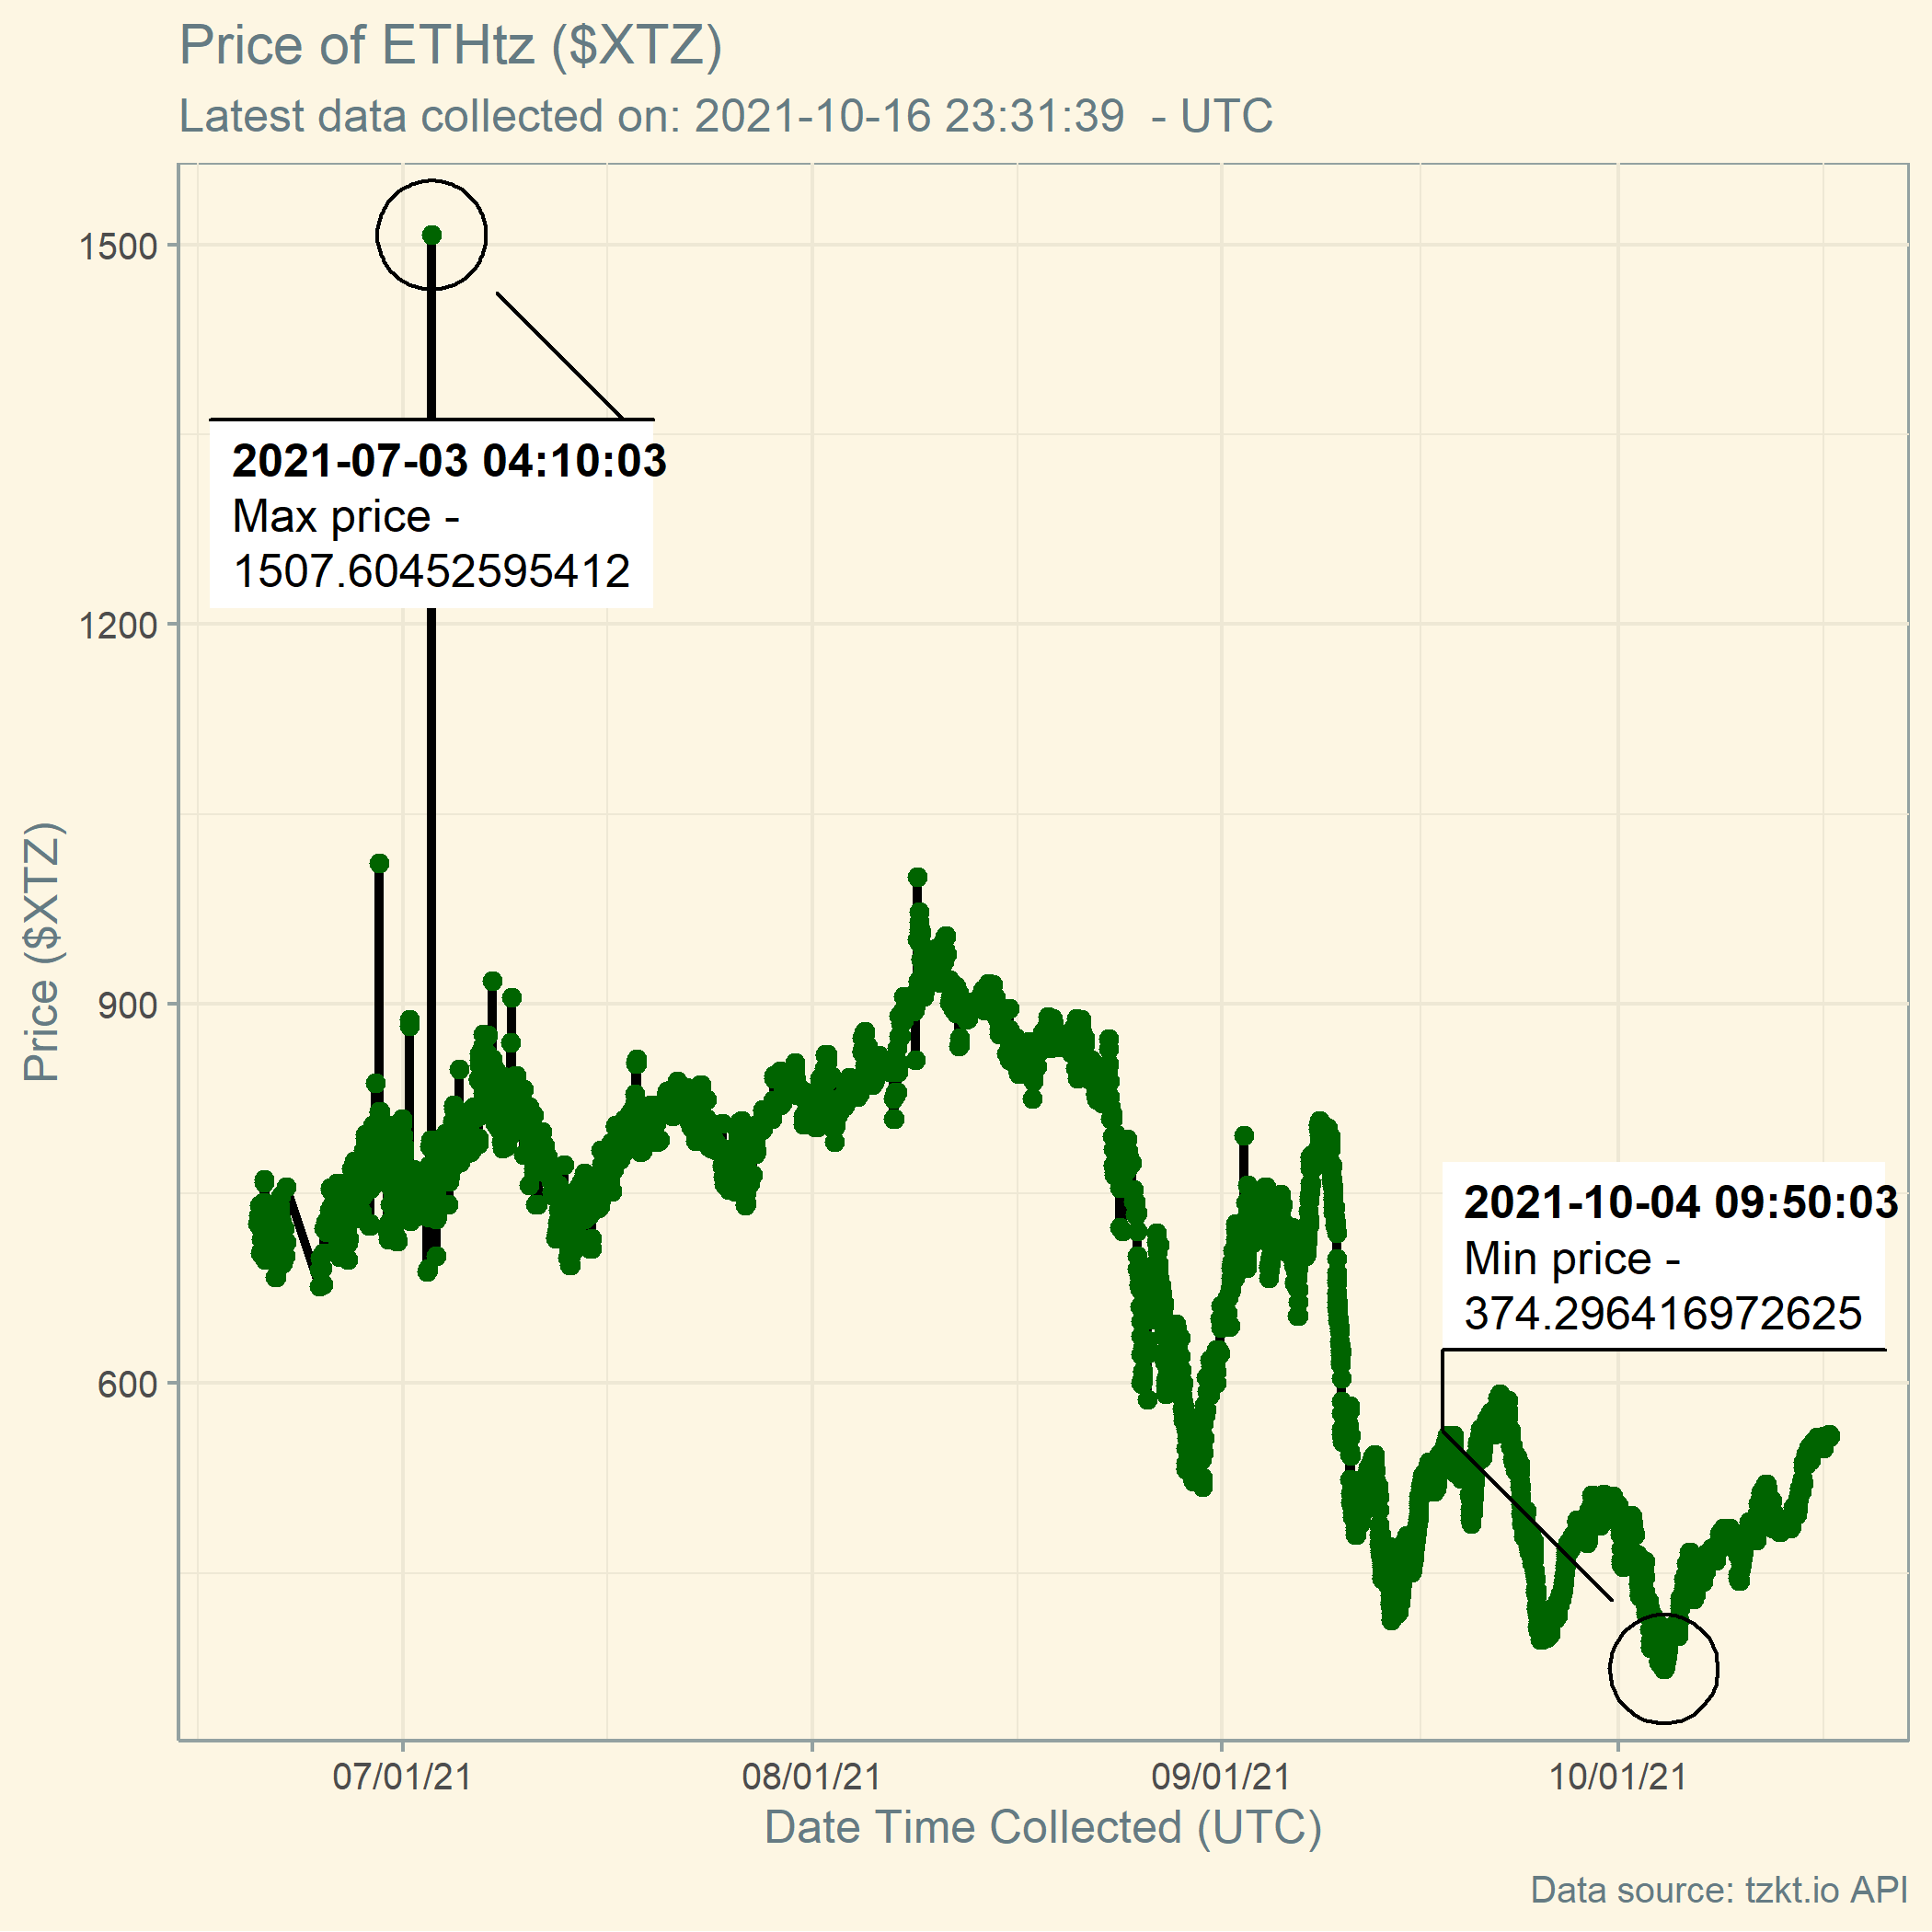 Price of ETHtz ($XTZ)
Latest data collected on: 2021-10-16 23:31:39  - UTC
1500
1200
900
600
Price ($XTZ)
2021-07-03 04:10:03
Max price -
1507.60452595412
2021-10-04 09:50:03
Min price -
374.296416972625
07/01/21
08/01/21
09/01/21
10/01/21
Date Time Collected (UTC)
Data source: tzkt.io API